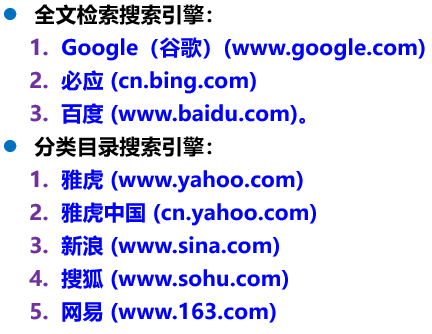 ● 全文检索搜索引擎：
1. Google（谷歌）(www.google.com)
2. 必应 (cn.bing.com)
3. 百度 (www.baidu.com)。
● 分类目录搜索引擎：
1. 雅虎 (www.yahoo.com)
2. 雅虎中国 (cn.yahoo.com)
3. 新浪 (www.sina.com)
4. 搜狐 (www.sohu.com)
5. 网易 (www.163.com)